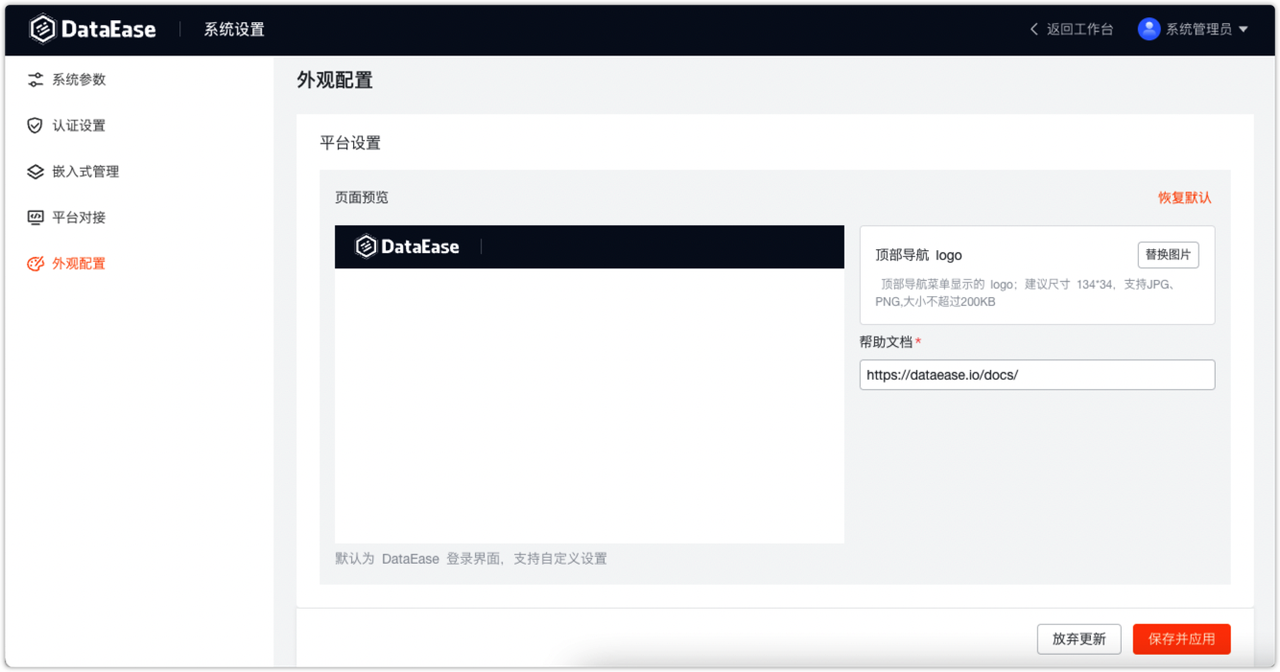 DataEase 系统设置 返回工作台 系统管理员
系统参数
认证设置
嵌入式管理
平台对接
外观配置
外观配置
平台设置
页面预览 恢复默认
DataEase
顶部导航 logo 替换图片
顶部导航菜单显示的 logo；建议尺寸 134*34，支持JPG、
PNG,大小不超过200KB
帮助文档*
https://dataease.io/docs/
默认为 DataEase 登录界面，支持自定义设置
放弃更新 保存并应用